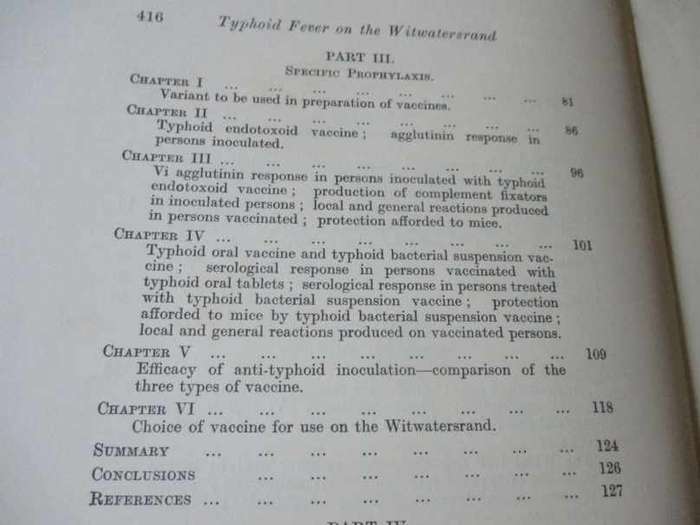 416
Typhoid Fever on the Witwatersrand
PART III.
SPECIFIC PROPHYLAXIS.
CHAPTER I ... ... ... ... ... ... ... ... 81
Variant to be used in preparation of vaccines.
CHAPTER II ... ... ... ... ... ... ... ... 86
Typhoid endotoxoid vaccine ; agglutinin response in
persons inoculated.
CHAPTER III ... ... ... ... ... ... ... ... 96
Vi agglutinin response in persons inoculated with typhoid
endotoxoid vaccine ; production of complement fixators
in inoculated persons ; local and general reactions produced
in persons vaccinated ; protection afforded to mice.
CHAPTER IV ... ... ... ... ... ... ... ... 101
Typhoid oral vaccine and typhoid bacterial suspension vac-
cine ; serological response in persons vaccinated with
typhoid oral tablets ; serological response in persons treated
with typhoid bacterial suspension vaccine ; protection
afforded to mice by typhoid bacterial suspension vaccine ;
local and general reactions produced on vaccinated persons.
CHAPTER V ... ... ... ... ... ... ... ... 109
Efficacy of anti-typhoid inoculation—comparison of the
three types of vaccine.
CHAPTER VI ... ... ... ... ... ... ... ... 118
Choice of vaccine for use on the Witwatersrand.
SUMMARY ... ... ... ... ... ... ... ... 124
CONCLUSIONS ... ... ... ... ... ... ... 126
REFERENCES ... ... ... ... ... ... ... ... 127
PART IV